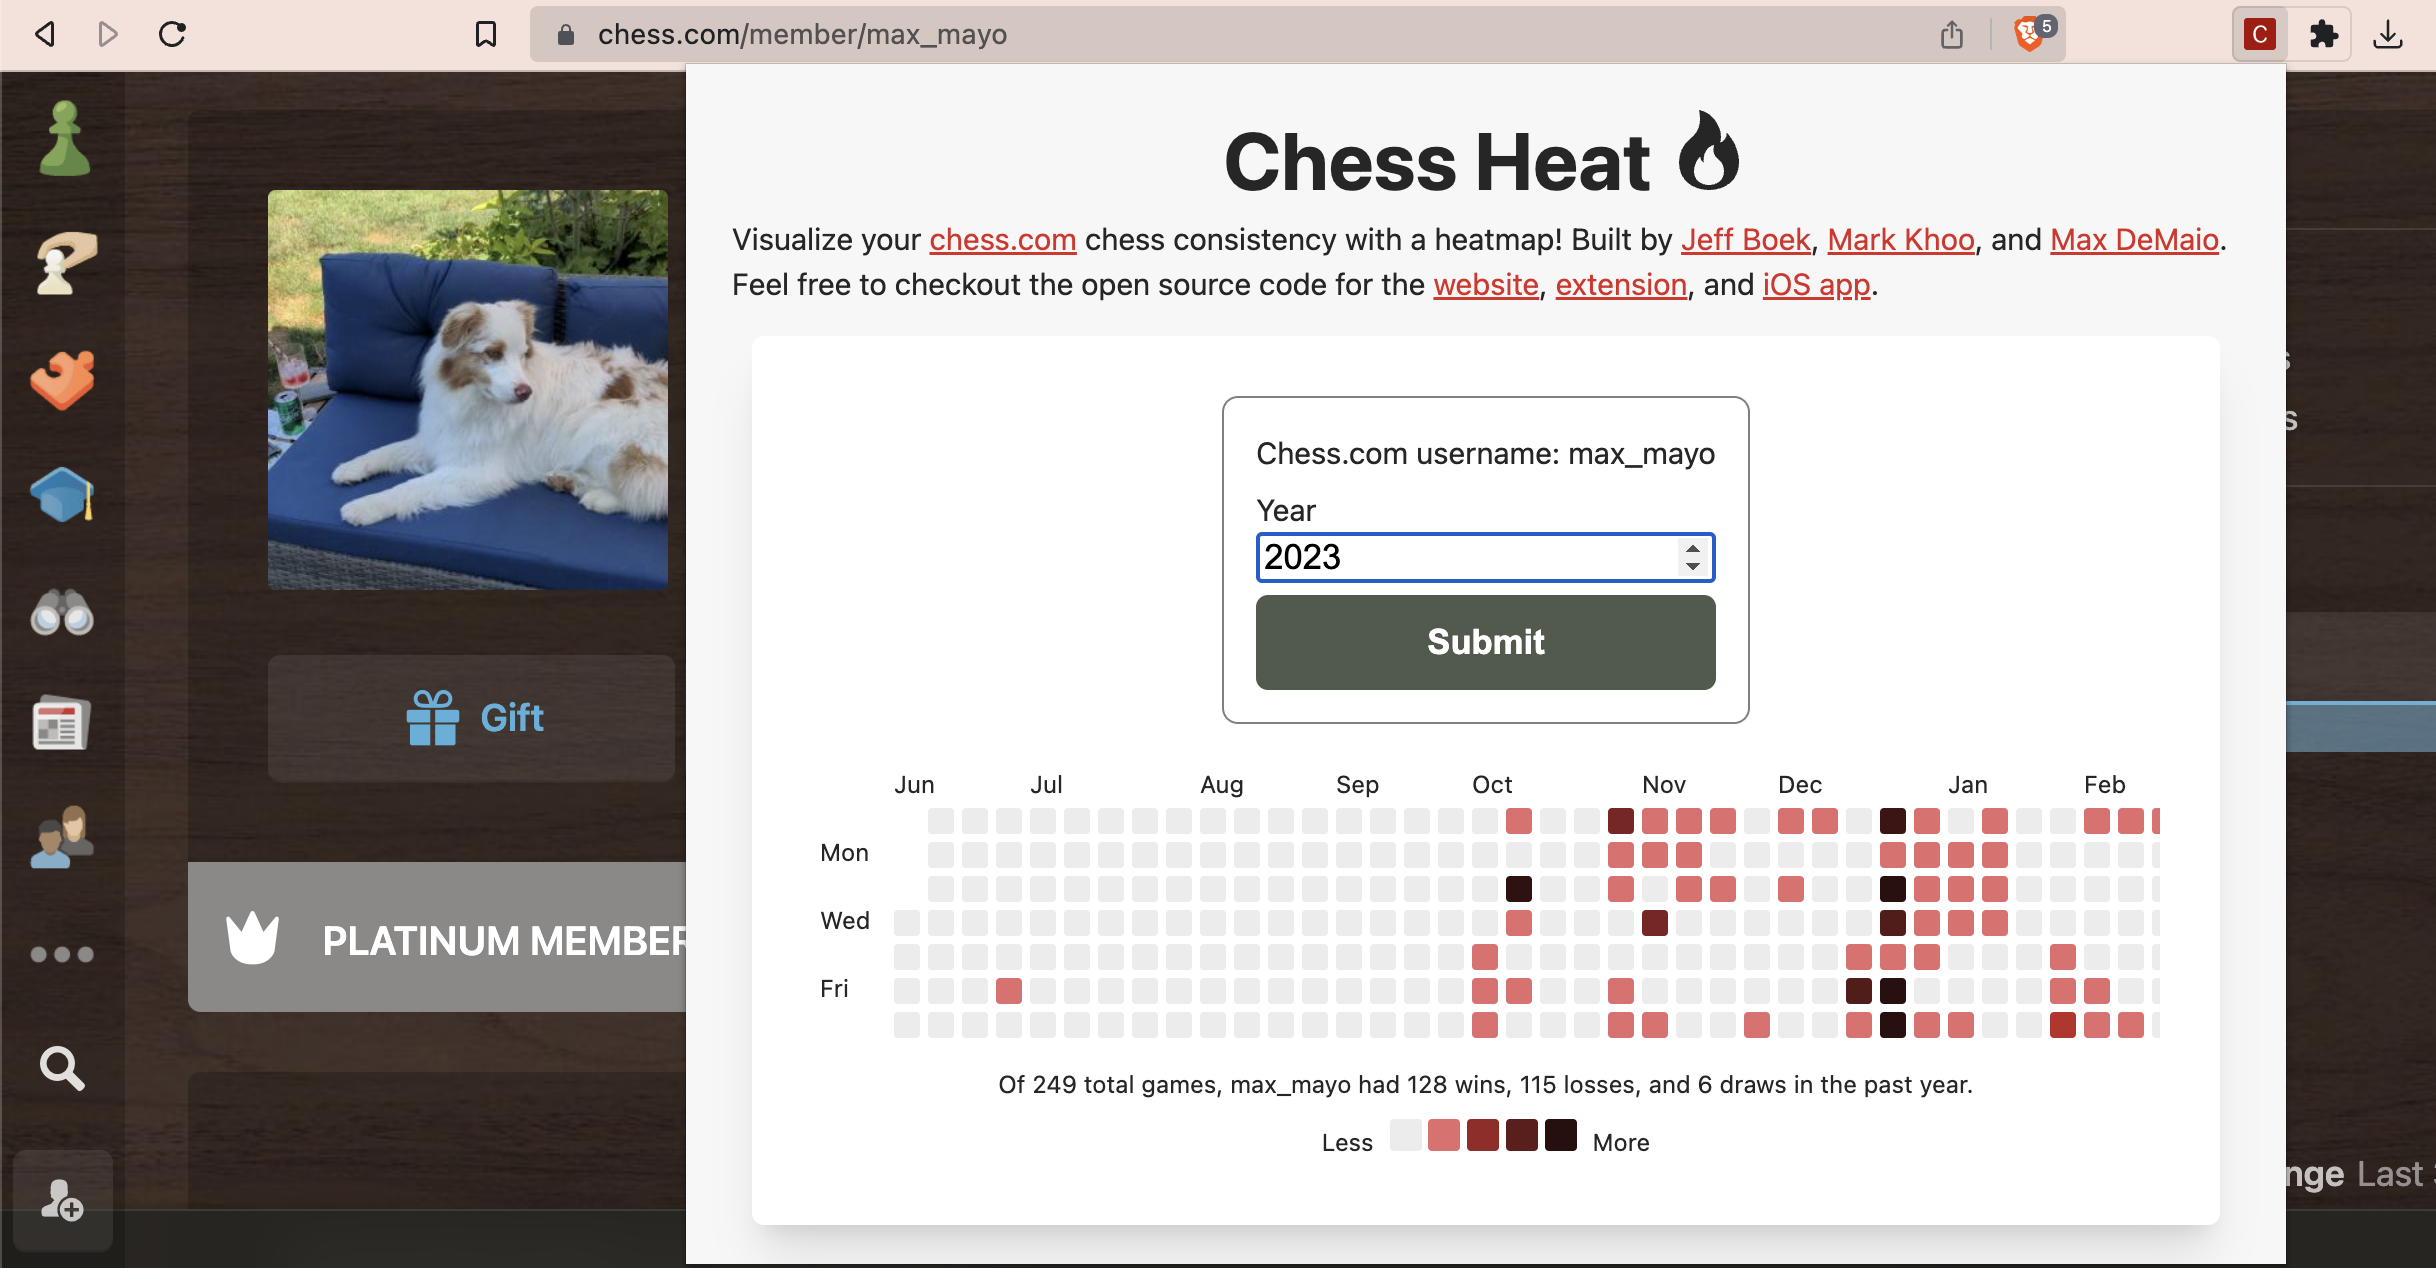 chess.com/member/max_mayo
5
C
Chess Heat
Visualize your chess.com chess consistency with a heatmap! Built by Jeff Boek, Mark Khoo, and Max DeMaio.
Feel free to checkout the open source code for the website, extension, and iOS app.
Chess.com username: max_mayo
Year
2023
Submit
Gift
PLATINUM MEMBER
Jun Jul Aug Sep Oct Nov Dec Jan Feb
Mon
Wed
Fri
Of 249 total games, max_mayo had 128 wins, 115 losses, and 6 draws in the past year.
Less More
nge Last